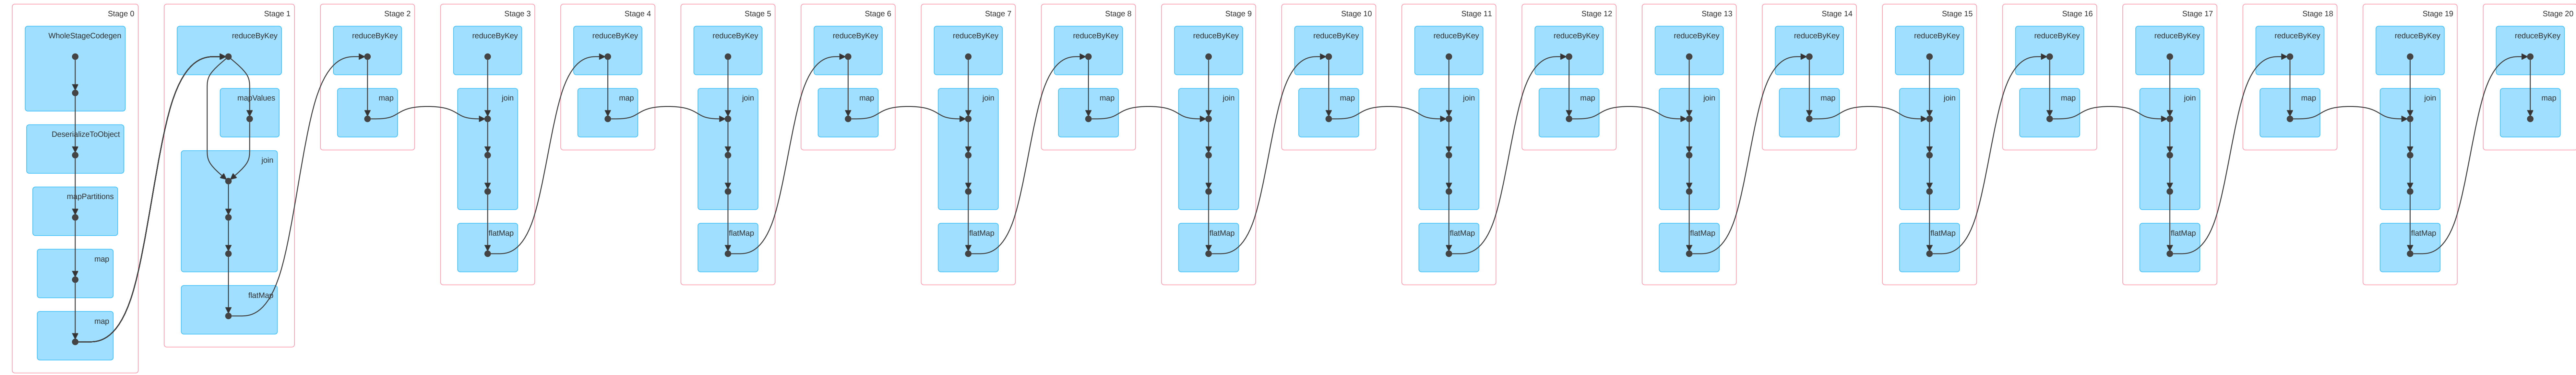 Stage 0
WholeStageCodegen
DeserializeToObject
mapPartitions
map
map
Stage 1
reduceByKey
mapValues
join
flatMap
Stage 2
reduceByKey
map
Stage 3
reduceByKey
join
flatMap
Stage 4
reduceByKey
map
Stage 5
reduceByKey
join
flatMap
Stage 6
reduceByKey
map
Stage 7
reduceByKey
join
flatMap
Stage 8
reduceByKey
map
Stage 9
reduceByKey
join
flatMap
Stage 10
reduceByKey
map
Stage 11
reduceByKey
join
flatMap
Stage 12
reduceByKey
map
Stage 13
reduceByKey
join
flatMap
Stage 14
reduceByKey
map
Stage 15
reduceByKey
join
flatMap
Stage 16
reduceByKey
map
Stage 17
reduceByKey
join
flatMap
Stage 18
reduceByKey
map
Stage 19
reduceByKey
join
flatMap
Stage 20
reduceByKey
map